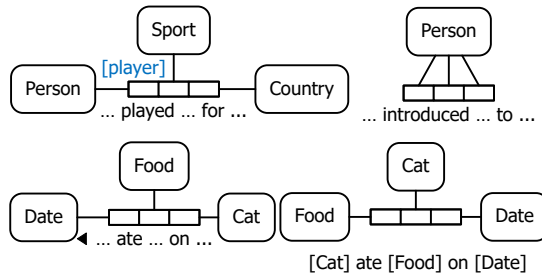 Sport
Person
[player]
Person
Country
... played ... for ...
... introduced ... to ...
Food
Cat
Date
Cat
Food
Date
◄ ... ate ... on ...
[Cat] ate [Food] on [Date]